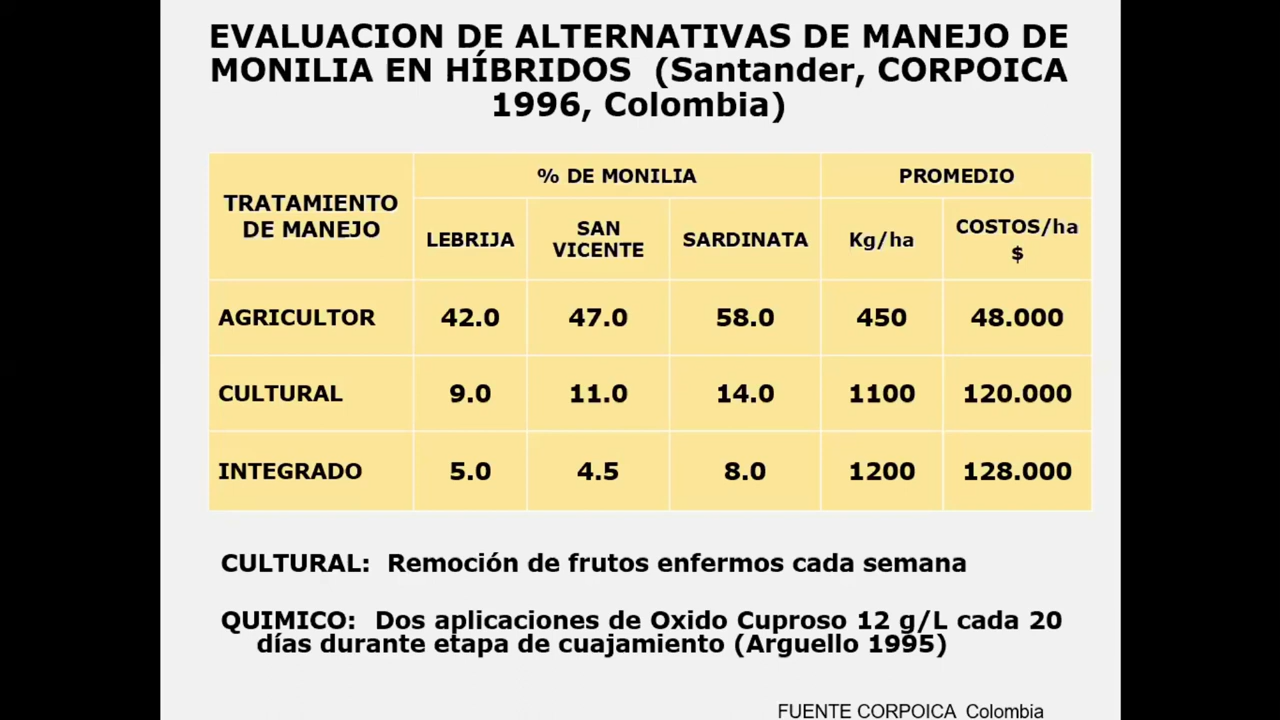 EVALUACION DE ALTERNATIVAS DE MANEJO DE
MONILIA EN HÍBRIDOS (Santander, CORPOICA
1996, Colombia)
TRATAMIENTO
DE MANEJO
% DE MONILIA
PROMEDIO
LEBRIJA
SAN
VICENTE
SARDINATA
Kg/ha
COSTOS/ha
$
AGRICULTOR 42.0 47.0 58.0 450 48.000
CULTURAL 9.0 11.0 14.0 1100 120.000
INTEGRADO 5.0 4.5 8.0 1200 128.000
CULTURAL: Remoción de frutos enfermos cada semana
QUIMICO: Dos aplicaciones de Oxido Cuproso 12 g/L cada 20
días durante etapa de cuajamiento (Arguello 1995)
FUENTE CORPOICA Colombia